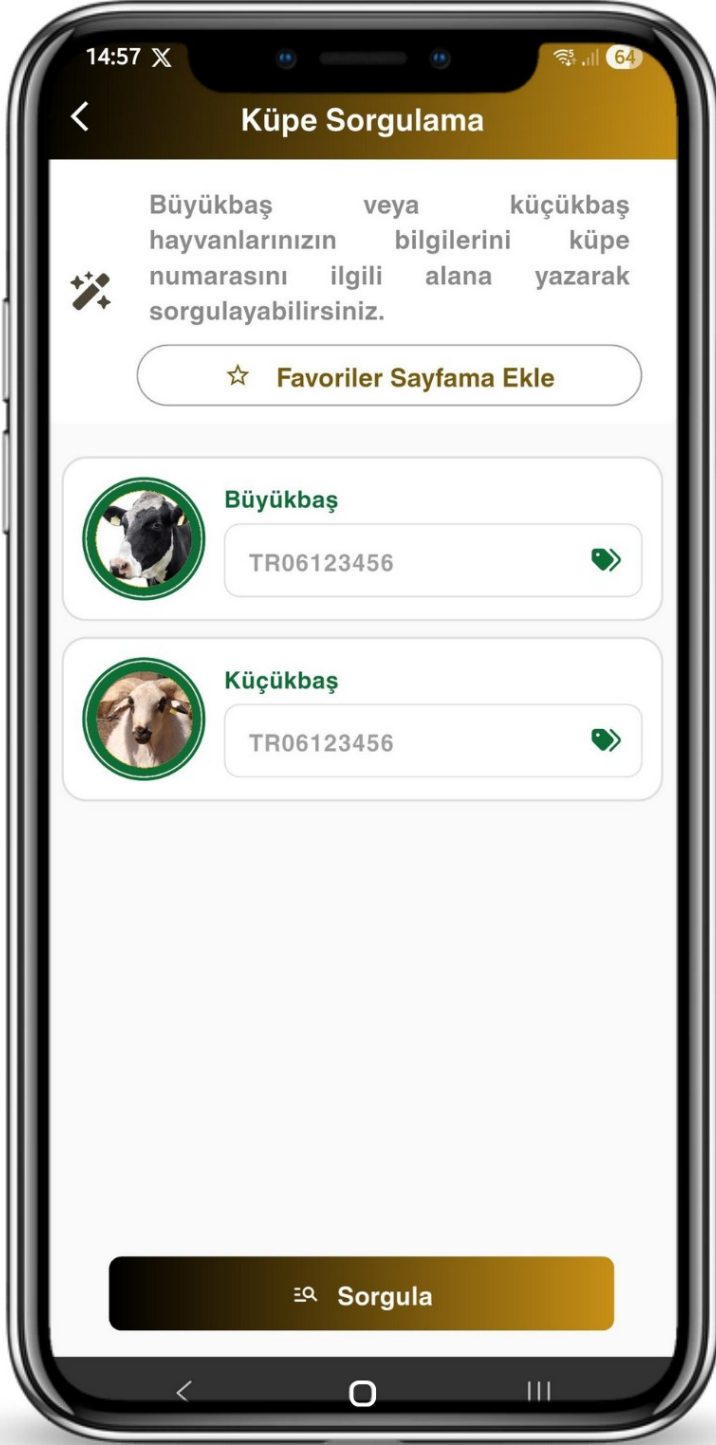 14:57 X
64
Küpe Sorgulama
Büyükbaş veya küçükbaş
hayvanlarınızın bilgilerini küpe
numarasını ilgili alana yazarak
sorgulayabilirsiniz.
Favoriler Sayfama Ekle
Büyükbaş
TR06123456
Küçükbaş
TR06123456
Sorgula